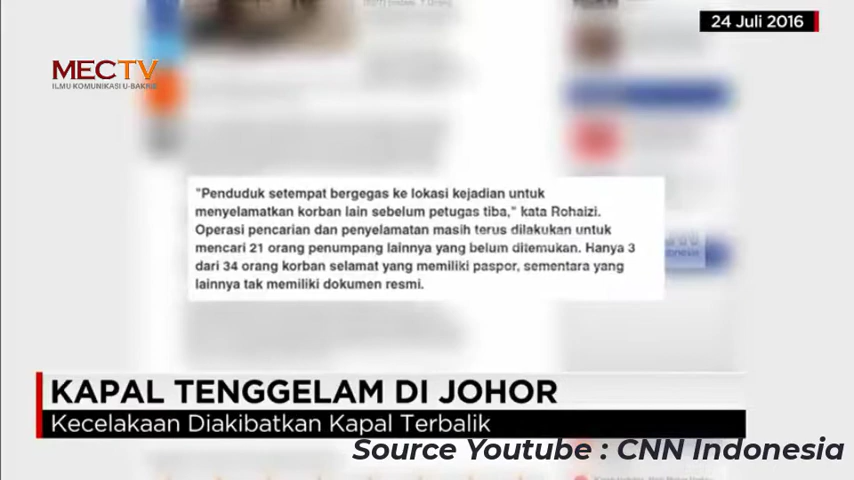 24 Juli 2016
MECTV
ILMU KOMUNIKASI U-BAKRIE
"Penduduk setempat bergegas ke lokasi kejadian untuk
menyelamatkan korban lain sebelum petugas tiba," kata Rohaizi.
Operasi pencarian dan penyelamatan masih terus dilakukan untuk
mencari 21 orang penumpang lainnya yang belum ditemukan. Hanya 3
dari 34 orang korban selamat yang memiliki paspor, sementara yang
lainnya tak memiliki dokumen resmi.
KAPAL TENGGELAM DI JOHOR
Kecelakaan Diakibatkan Kapal Terbalik
Source Youtube : CNN Indonesia